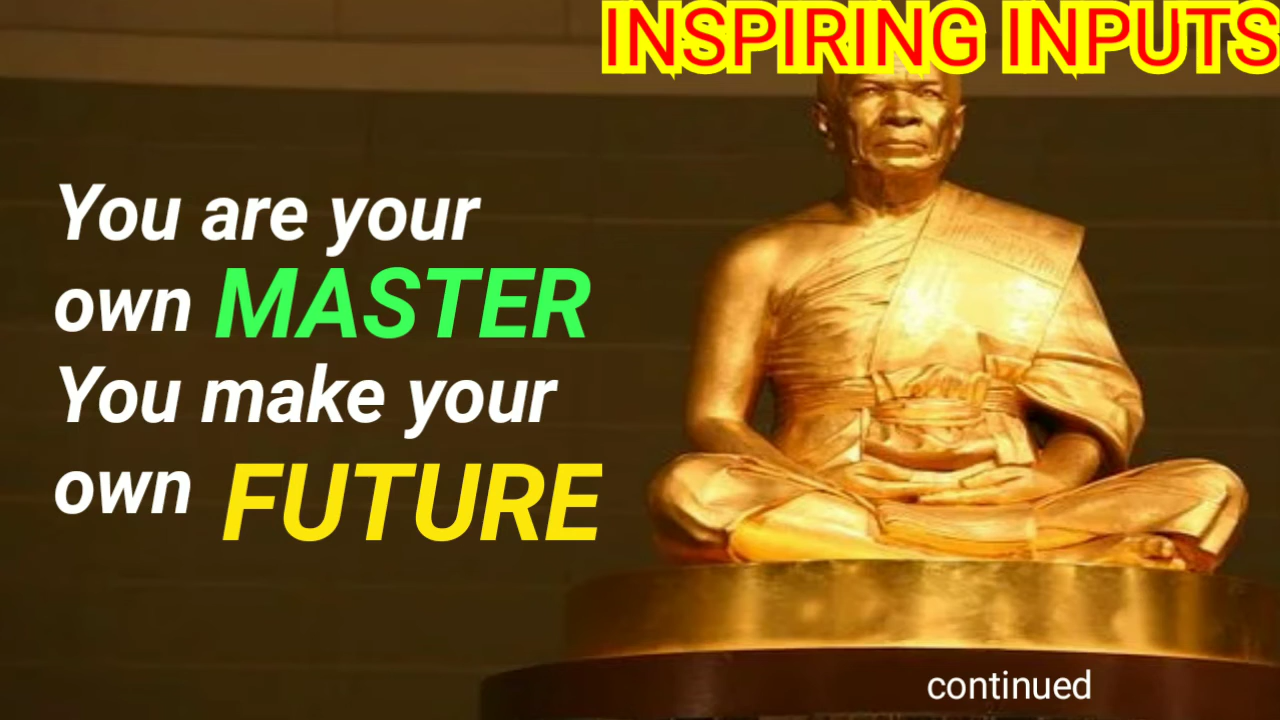 INSPIRING INPUTS
You are your
own MASTER
You make your
own FUTURE
continued